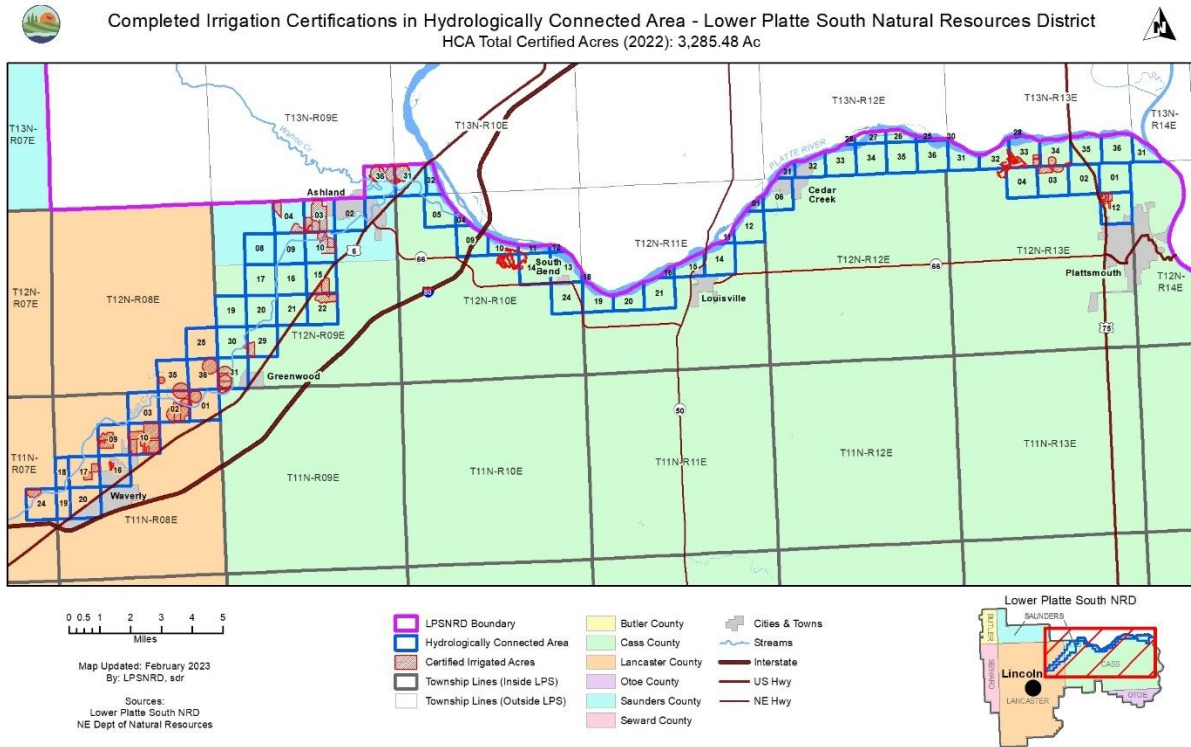 Completed Irrigation Certifications in Hydrologically Connected Area - Lower Platte South Natural Resources District
HCA Total Certified Acres (2022): 3,285.48 Ac
N
T13N-
R07E
T13N-R09E
Wahoo Cr
T13N-R10E
T13N-R12E
T13N-R13E
T13N-
R14E
PLATTE RIVER
28 27 26 25 30
28
31 32 33 34 35 36 31 32 33 34 35 36 31
36 31 32
Ashland
Cedar
Creek
04 03 02
05 04
01 06
04 03 02 01
12
6
08 09 10
66
09 10 11 12
11 12
T12N-R11E
South
Bend
14 13 18
16 15 14
T12N-R12E
66
T12N-R13E
Plattsmouth
17 16 15
T12N-
R07E
T12N-R08E
80
T12N-R10E
24 19 20 21
Louisville
T12N-
R14E
19 20 21 22
75
25 30 29
T12N-R09E
35 36 31
Greenwood
03 02 01
50
09 10
T11N-
R07E
18 17 16
T11N-R09E
T11N-R10E
T11N-R11E
T11N-R12E
T11N-R13E
24 19 20
Waverly
T11N-R08E
0 0.5 1 2 3 4 5
Miles
Map Updated: February 2023
By: LPSNRD, sdr
Sources:
Lower Platte South NRD
NE Dept of Natural Resources
LPSNRD Boundary
Hydrologically Connected Area
Certified Irrigated Acres
Township Lines (Inside LPS)
Township Lines (Outside LPS)
Butler County
Cass County
Lancaster County
Otoe County
Saunders County
Seward County
Cities & Towns
Streams
Interstate
US Hwy
NE Hwy
Lower Platte South NRD
SAUNDERS
BUTLER
SEWARD
CASS
Lincoln
LANCASTER
OTOE